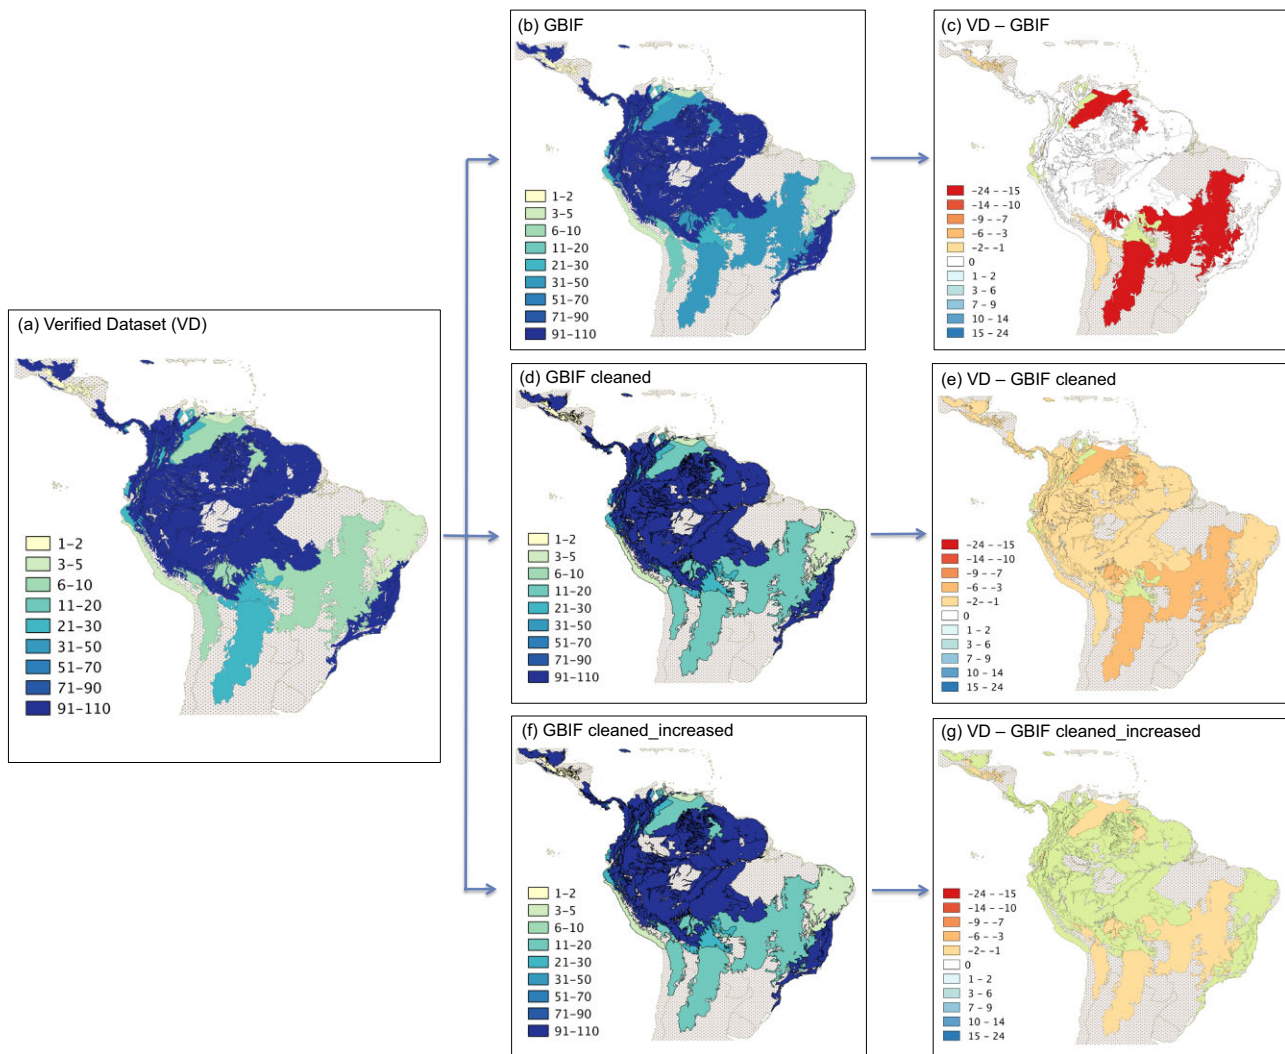 (b) GBIF
1–2
3–5
6–10
11–20
21–30
31–50
51–70
71–90
91–110
(c) VD – GBIF
−24 – −15
−14 – −10
−9 – −7
−6 – −3
−2– −1
0
1 – 2
3 – 6
7 – 9
10 – 14
15 – 24
(a) Verified Dataset (VD)
1–2
3–5
6–10
11–20
21–30
31–50
51–70
71–90
91–110
(d) GBIF cleaned
1–2
3–5
6–10
11–20
21–30
31–50
51–70
71–90
91–110
(e) VD – GBIF cleaned
−24 – −15
−14 – −10
−9 – −7
−6 – −3
−2– −1
0
1 – 2
3 – 6
7 – 9
10 – 14
15 – 24
(f) GBIF cleaned_increased
1–2
3–5
6–10
11–20
21–30
31–50
51–70
71–90
91–110
(g) VD – GBIF cleaned_increased
−24 – −15
−14 – −10
−9 – −7
−6 – −3
−2– −1
0
1 – 2
3 – 6
7 – 9
10 – 14
15 – 24